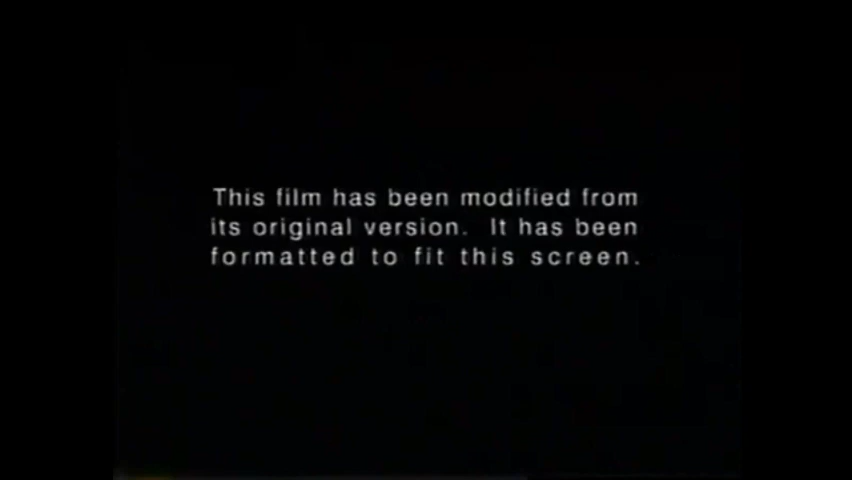 This film has been modified from
its original version. It has been
formatted to fit this screen.